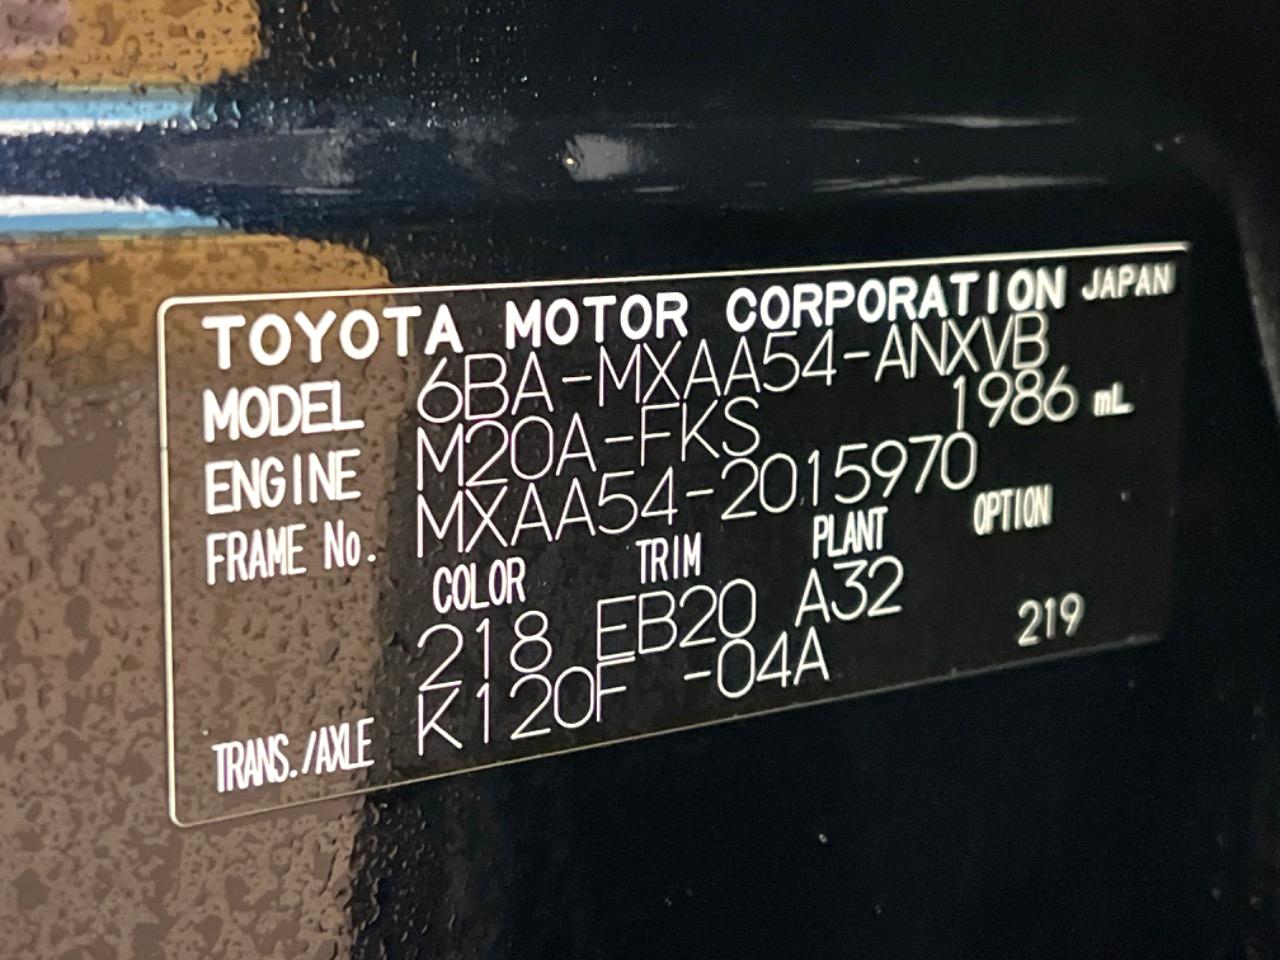 TOYOTA MOTOR CORPORATION JAPAN
MODEL 6BA-MXAA54-ANXVB
ENGINE M20A-FKS 1986 mL
FRAME No. MXAA54-2015970
COLOR TRIM PLANT OPTION
218 EB20 A32 219
TRANS./AXLE K120F -04A